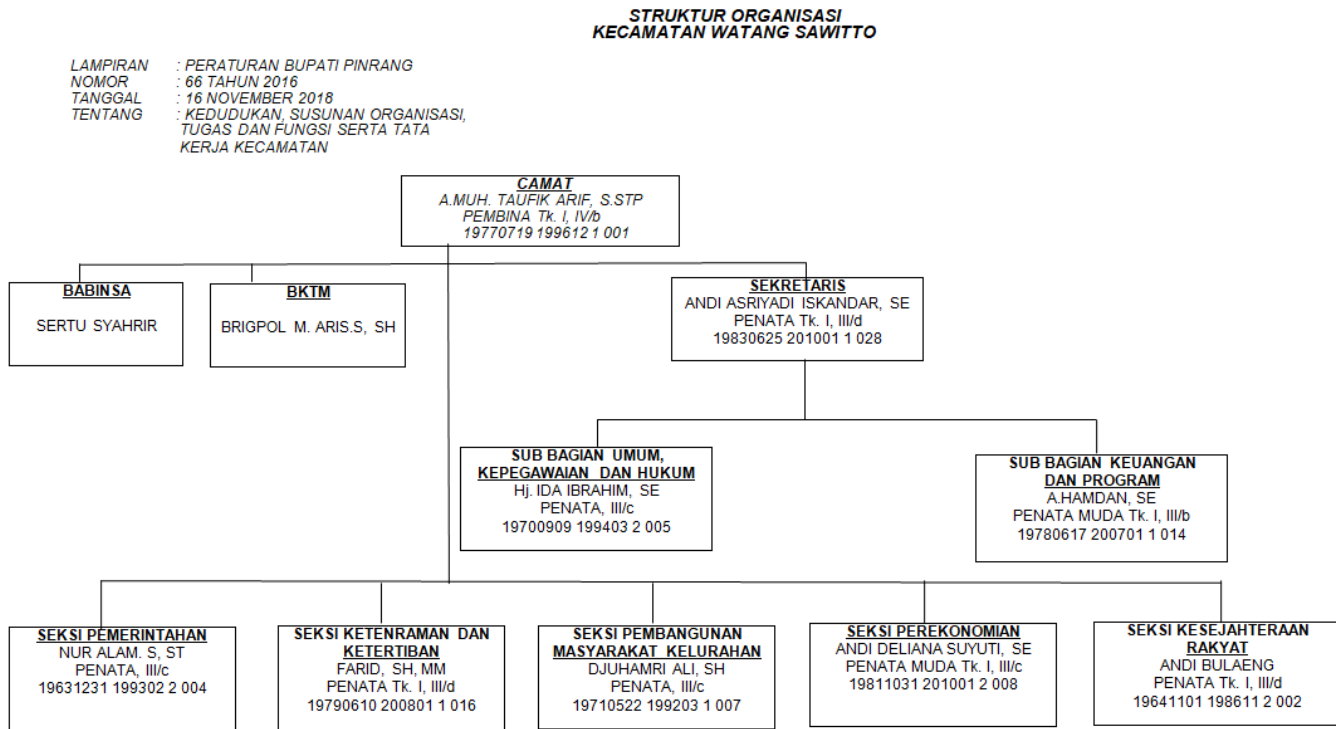 STRUKTUR ORGANISASI
KECAMATAN WATANG SAWITTO
LAMPIRAN : PERATURAN BUPATI PINRANG
NOMOR : 66 TAHUN 2016
TANGGAL : 16 NOVEMBER 2018
TENTANG : KEDUDUKAN, SUSUNAN ORGANISASI,
TUGAS DAN FUNGSI SERTA TATA
KERJA KECAMATAN
CAMAT
A.MUH. TAUFIK ARIF, S.STP
PEMBINA Tk. I, IV/b
19770719 199612 1 001
BABINSA
SERTU SYAHRIR
BKTM
BRIGPOL M. ARIS.S, SH
SEKRETARIS
ANDI ASRIYADI ISKANDAR, SE
PENATA Tk. I, III/d
19830625 201001 1 028
SUB BAGIAN UMUM,
KEPEGAWAIAN DAN HUKUM
Hj. IDA IBRAHIM, SE
PENATA, III/c
19700909 199403 2 005
SUB BAGIAN KEUANGAN
DAN PROGRAM
A.HAMDAN, SE
PENATA MUDA Tk. I, III/b
19780617 200701 1 014
SEKSI PEMERINTAHAN
NUR ALAM. S, ST
PENATA, III/c
19631231 199302 2 004
SEKSI KETENRAMAN DAN
KETERTIBAN
FARID, SH, MM
PENATA Tk. I, III/d
19790610 200801 1 016
SEKSI PEMBANGUNAN
MASYARAKAT KELURAHAN
DJUHAMRI ALI, SH
PENATA, III/c
19710522 199203 1 007
SEKSI PEREKONOMIAN
ANDI DELIANA SUYUTI, SE
PENATA MUDA Tk. I, III/c
19811031 201001 2 008
SEKSI KESEJAHTERAAN
RAKYAT
ANDI BULAENG
PENATA Tk. I, III/d
19641101 198611 2 002